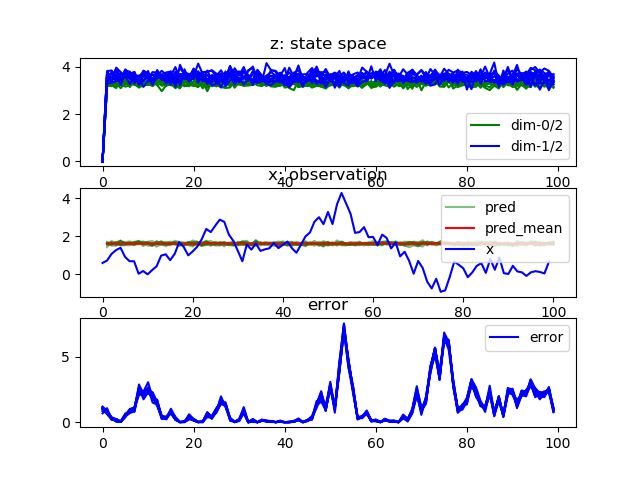 z: state space
4
2
0
dim-0/2
dim-1/2
0 20 40 60 80 100
x: observation
4
2
0
pred
pred_mean
x
0 20 40 60 80 100
error
5
0
error
0 20 40 60 80 100